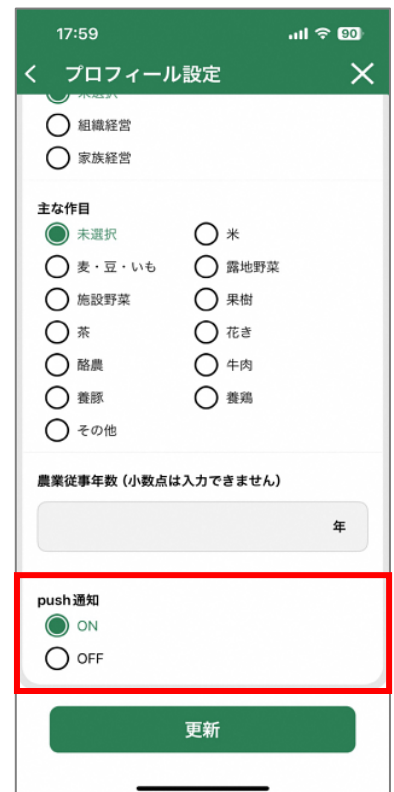 17:59 90
プロフィール設定
未選択
組織経営
家族経営
主な作目
未選択 米
麦・豆・いも 露地野菜
施設野菜 果樹
茶 花き
酪農 牛肉
養豚 養鶏
その他
農業従事年数 (小数点は入力できません)
年
push通知
ON
OFF
更新